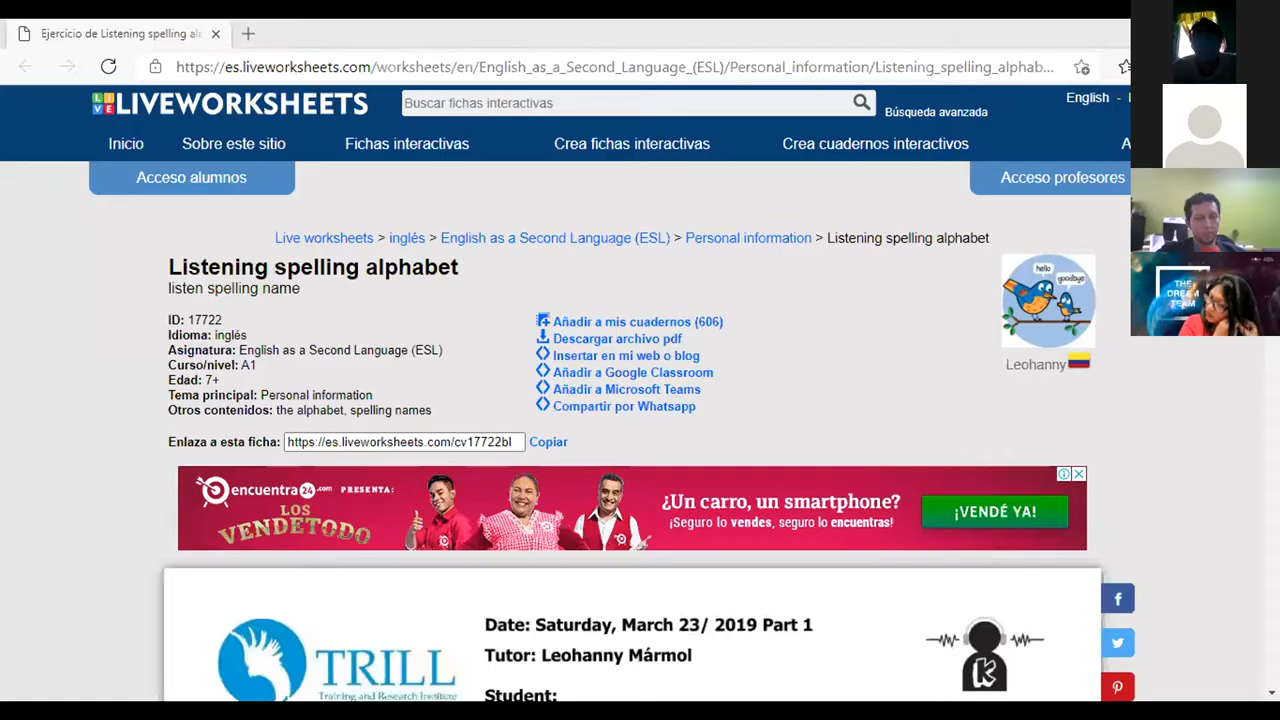 Ejercicio de Listening spelling al
https://es.liveworksheets.com/worksheets/en/English_as_a_Second_Language_(ESL)/Personal_information/Listening_spelling_alphab...
LIVE LIVEWORKSHEETS
Buscar fichas interactivas
Búsqueda avanzada
English -
Inicio
Sobre este sitio
Fichas interactivas
Crea fichas interactivas
Crea cuadernos interactivos
A
Acceso alumnos
Acceso profesores
Live worksheets > inglés > English as a Second Language (ESL) > Personal information > Listening spelling alphabet
Listening spelling alphabet
listen spelling name
ID: 17722
Idioma: inglés
Asignatura: English as a Second Language (ESL)
Curso/nivel: A1
Edad: 7+
Tema principal: Personal information
Otros contenidos: the alphabet, spelling names
Añadir a mis cuadernos (606)
Descargar archivo pdf
Insertar en mi web o blog
Añadir a Google Classroom
Añadir a Microsoft Teams
Compartir por Whatsapp
hello
goodbye
Leohanny
THE
DREAM
TEAM
Enlaza a esta ficha: https://es.liveworksheets.com/cv17722bl Copiar
encuentra24.com PRESENTA:
LOS
VENDETODO
¿Un carro, un smartphone?
¡Seguro lo vendes, seguro lo encuentras!
¡VENDÉ YA!
TRILL
Training and Research Institute
Date: Saturday, March 23/ 2019 Part 1
Tutor: Leohanny Mármol
Student:
k